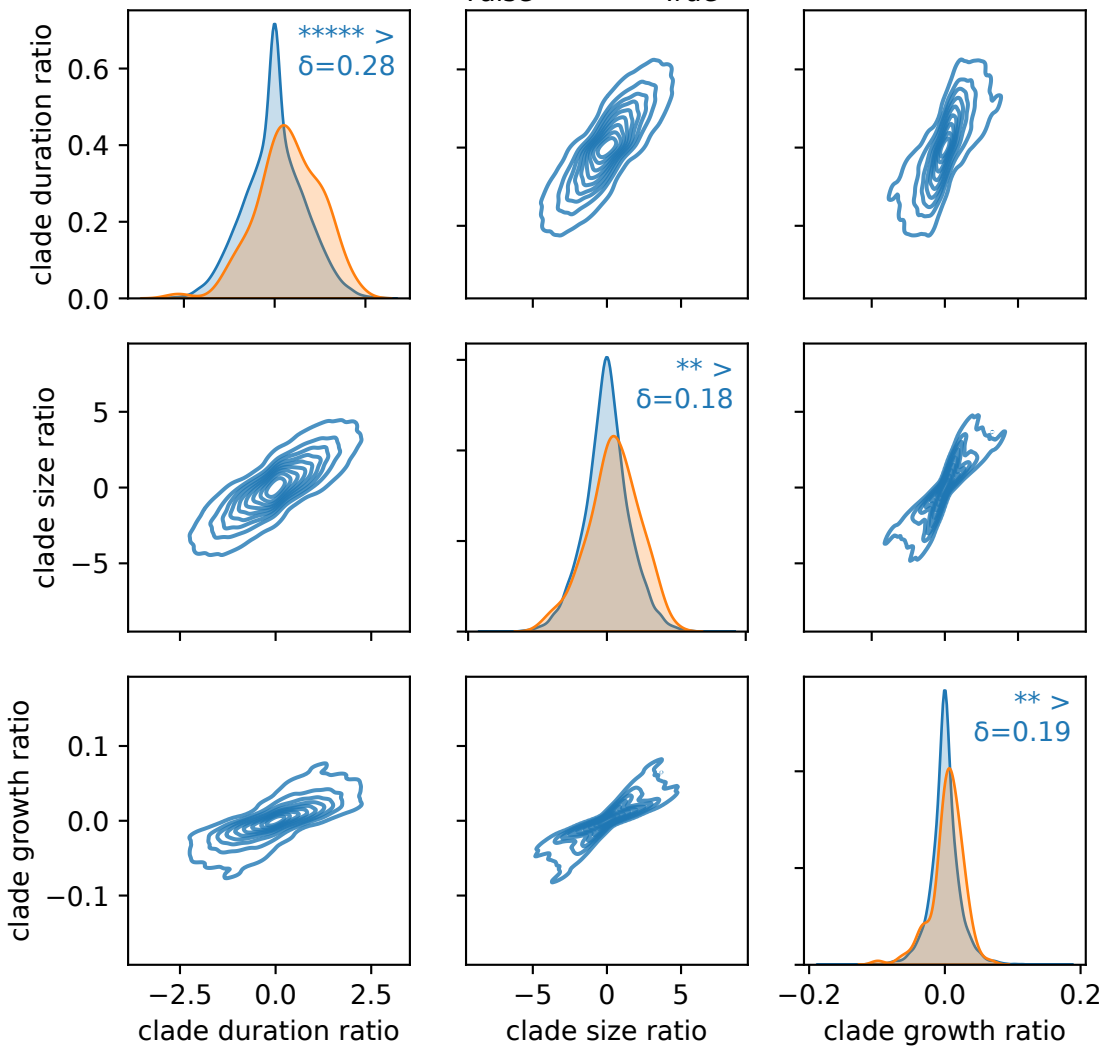 False True
clade duration ratio
0.6
0.4
0.2
0.0
***** >
δ=0.28
clade size ratio
5
0
−5
** >
δ=0.18
clade growth ratio
0.1
0.0
−0.1
** >
δ=0.19
−2.5 0.0 2.5
−5 0 5
−0.2 0.0 0.2
clade duration ratio
clade size ratio
clade growth ratio